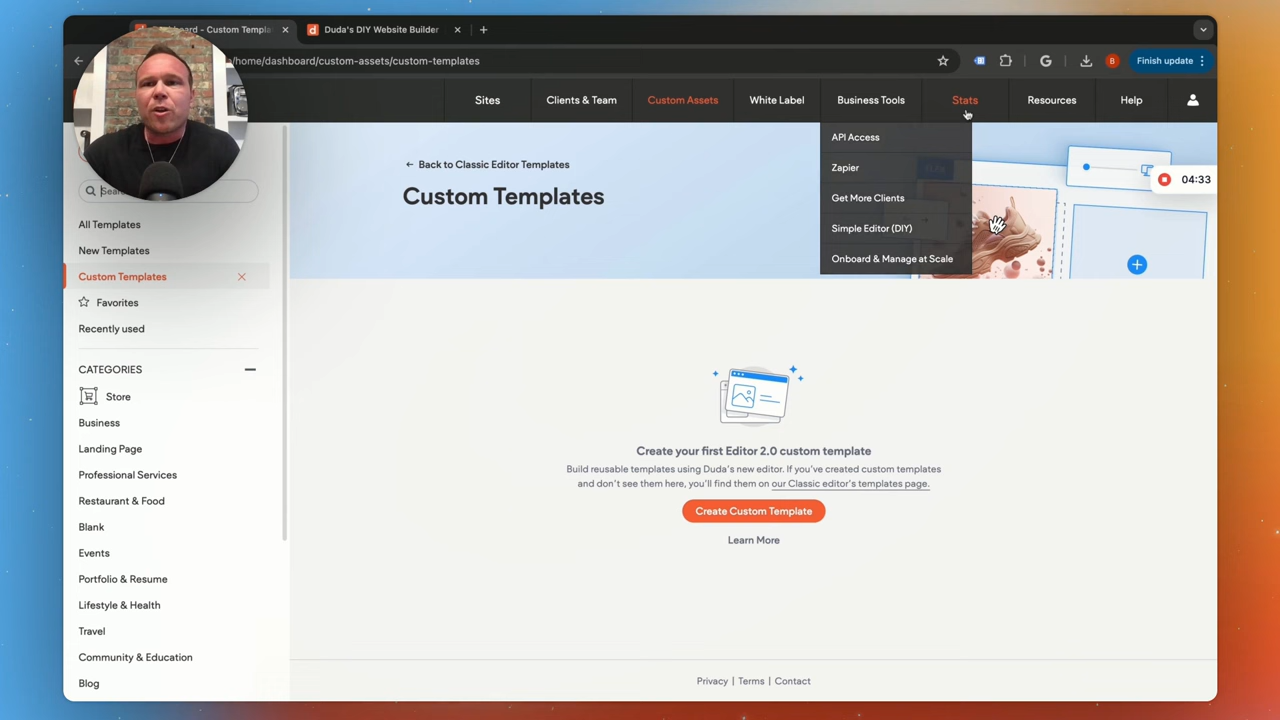 Dashboard - Custom Templa
Duda's DIY Website Builder
/home/dashboard/custom-assets/custom-templates
B
Finish update
Sites
Clients & Team
Custom Assets
White Label
Business Tools
Stats
Resources
Help
API Access
Zapier
Get More Clients
Simple Editor (DIY)
Onboard & Manage at Scale
04:33
← Back to Classic Editor Templates
Custom Templates
All Templates
New Templates
Custom Templates
Favorites
Recently used
CATEGORIES
Store
Business
Landing Page
Professional Services
Restaurant & Food
Blank
Events
Portfolio & Resume
Lifestyle & Health
Travel
Community & Education
Blog
Create your first Editor 2.0 custom template
Build reusable templates using Duda's new editor. If you've created custom templates
and don't see them here, you'll find them on our Classic editor's templates page.
Create Custom Template
Learn More
Privacy | Terms | Contact